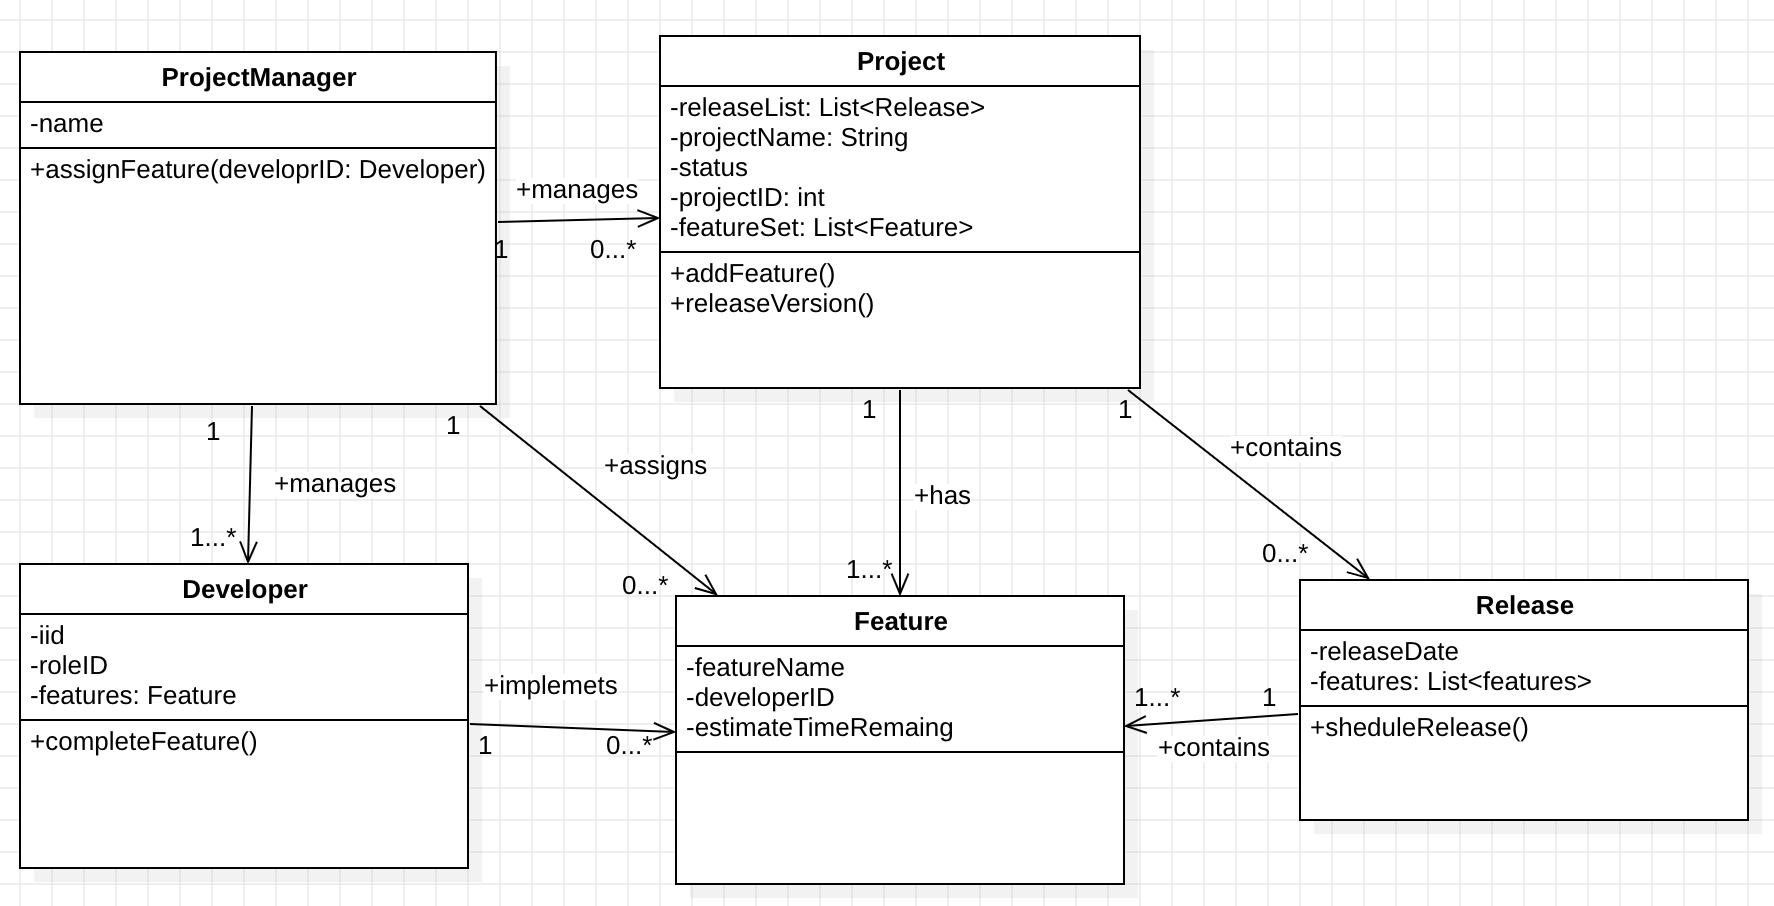 ProjectManager
-name
+assignFeature(developrID: Developer)
+manages
1
0...*
Project
-releaseList: List<Release>
-projectName: String
-status
-projectID: int
-featureSet: List<Feature>
+addFeature()
+releaseVersion()
1
+manages
1...*
1
+assigns
0...*
1
+has
1...*
1
+contains
0...*
Developer
-iid
-roleID
-features: Feature
+completeFeature()
+implemets
1
0...*
Feature
-featureName
-developerID
-estimateTimeRemaing
1...*
1
+contains
Release
-releaseDate
-features: List<features>
+sheduleRelease()